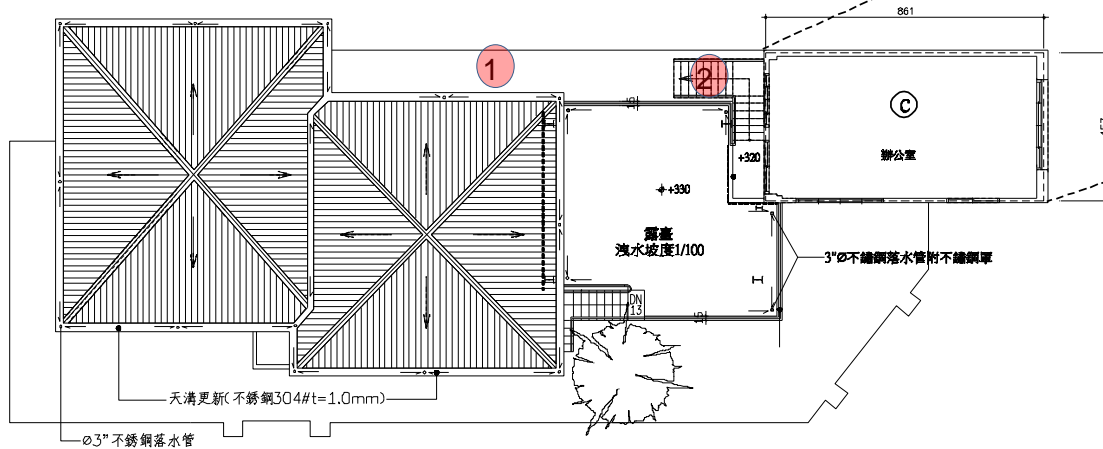 861
1
2
C
辦公室
15
+320
+330
露臺
洩水坡度1/100
3"Ø不鏽鋼落水管附不鏽鋼罩
DN
13
15
天溝更新(不銹鋼304#t=1.0mm)
Ø3"不銹鋼落水管